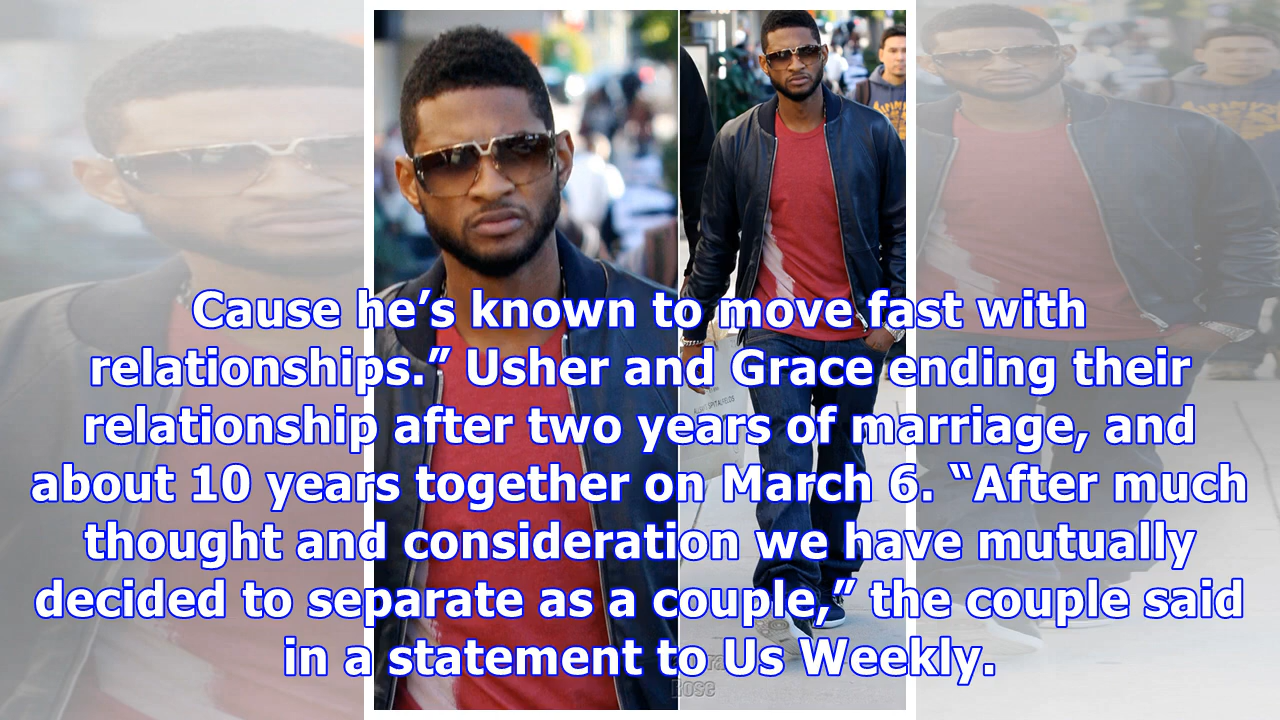 Cause he’s known to move fast with
relationships.” Usher and Grace ending their
relationship after two years of marriage, and
about 10 years together on March 6. “After much
thought and consideration we have mutually
decided to separate as a couple,” the couple said
in a statement to Us Weekly.
Rose